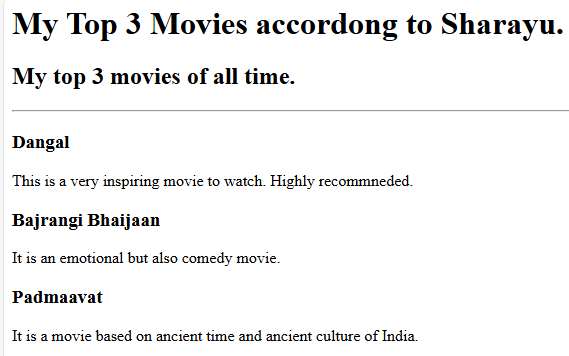 My Top 3 Movies accordong to Sharayu.
My top 3 movies of all time.
Dangal
This is a very inspiring movie to watch. Highly recommneded.
Bajrangi Bhaijaan
It is an emotional but also comedy movie.
Padmaavat
It is a movie based on ancient time and ancient culture of India.